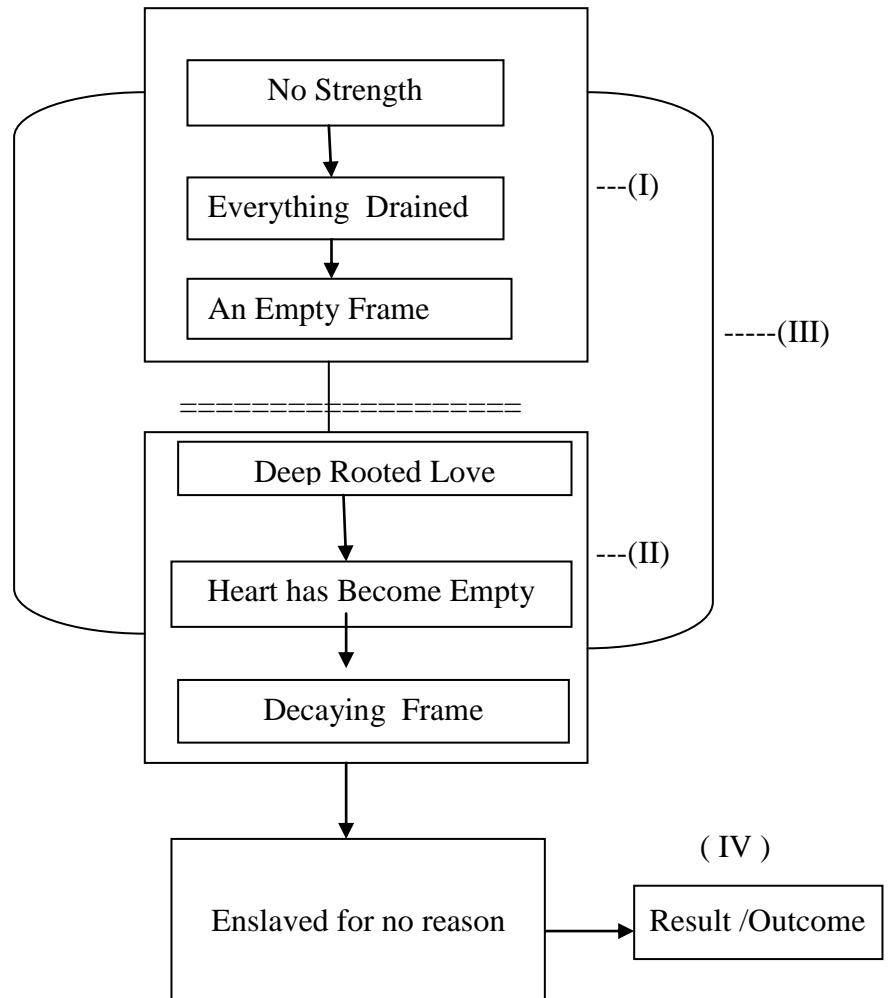 No Strength
Everything Drained
---(I)
An Empty Frame
-----(III)
===================
Deep Rooted Love
---(II)
Heart has Become Empty
Decaying Frame
( IV )
Enslaved for no reason
Result /Outcome